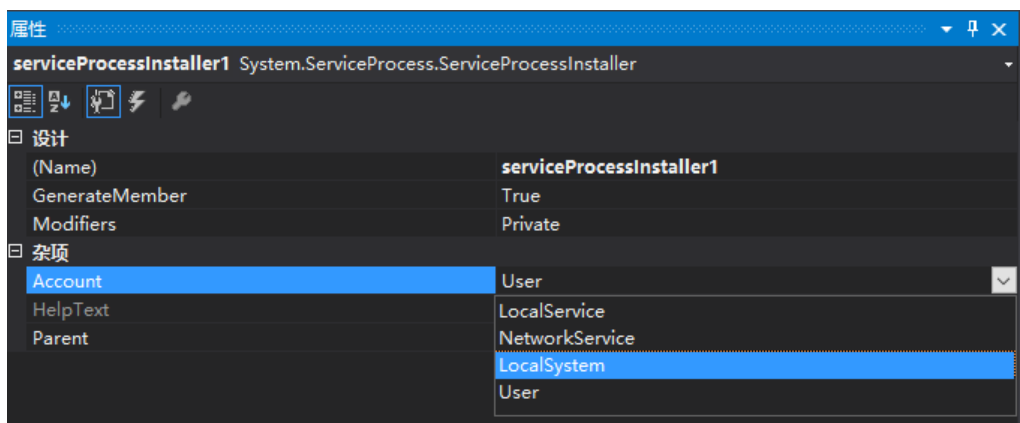 属性
serviceProcessInstaller1 System.ServiceProcess.ServiceProcessInstaller
设计
(Name) serviceProcessInstaller1
GenerateMember True
Modifiers Private
杂项
Account User
HelpText LocalService
Parent NetworkService
LocalSystem
User